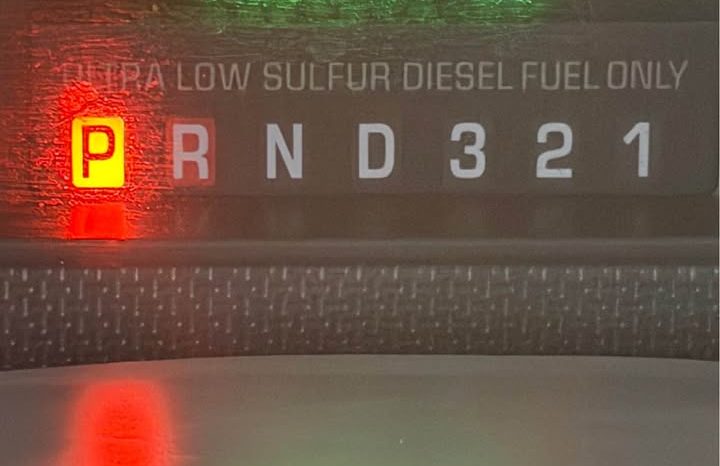 ULTRA LOW SULFUR DIESEL FUEL ONLY
P R N D 3 2 1